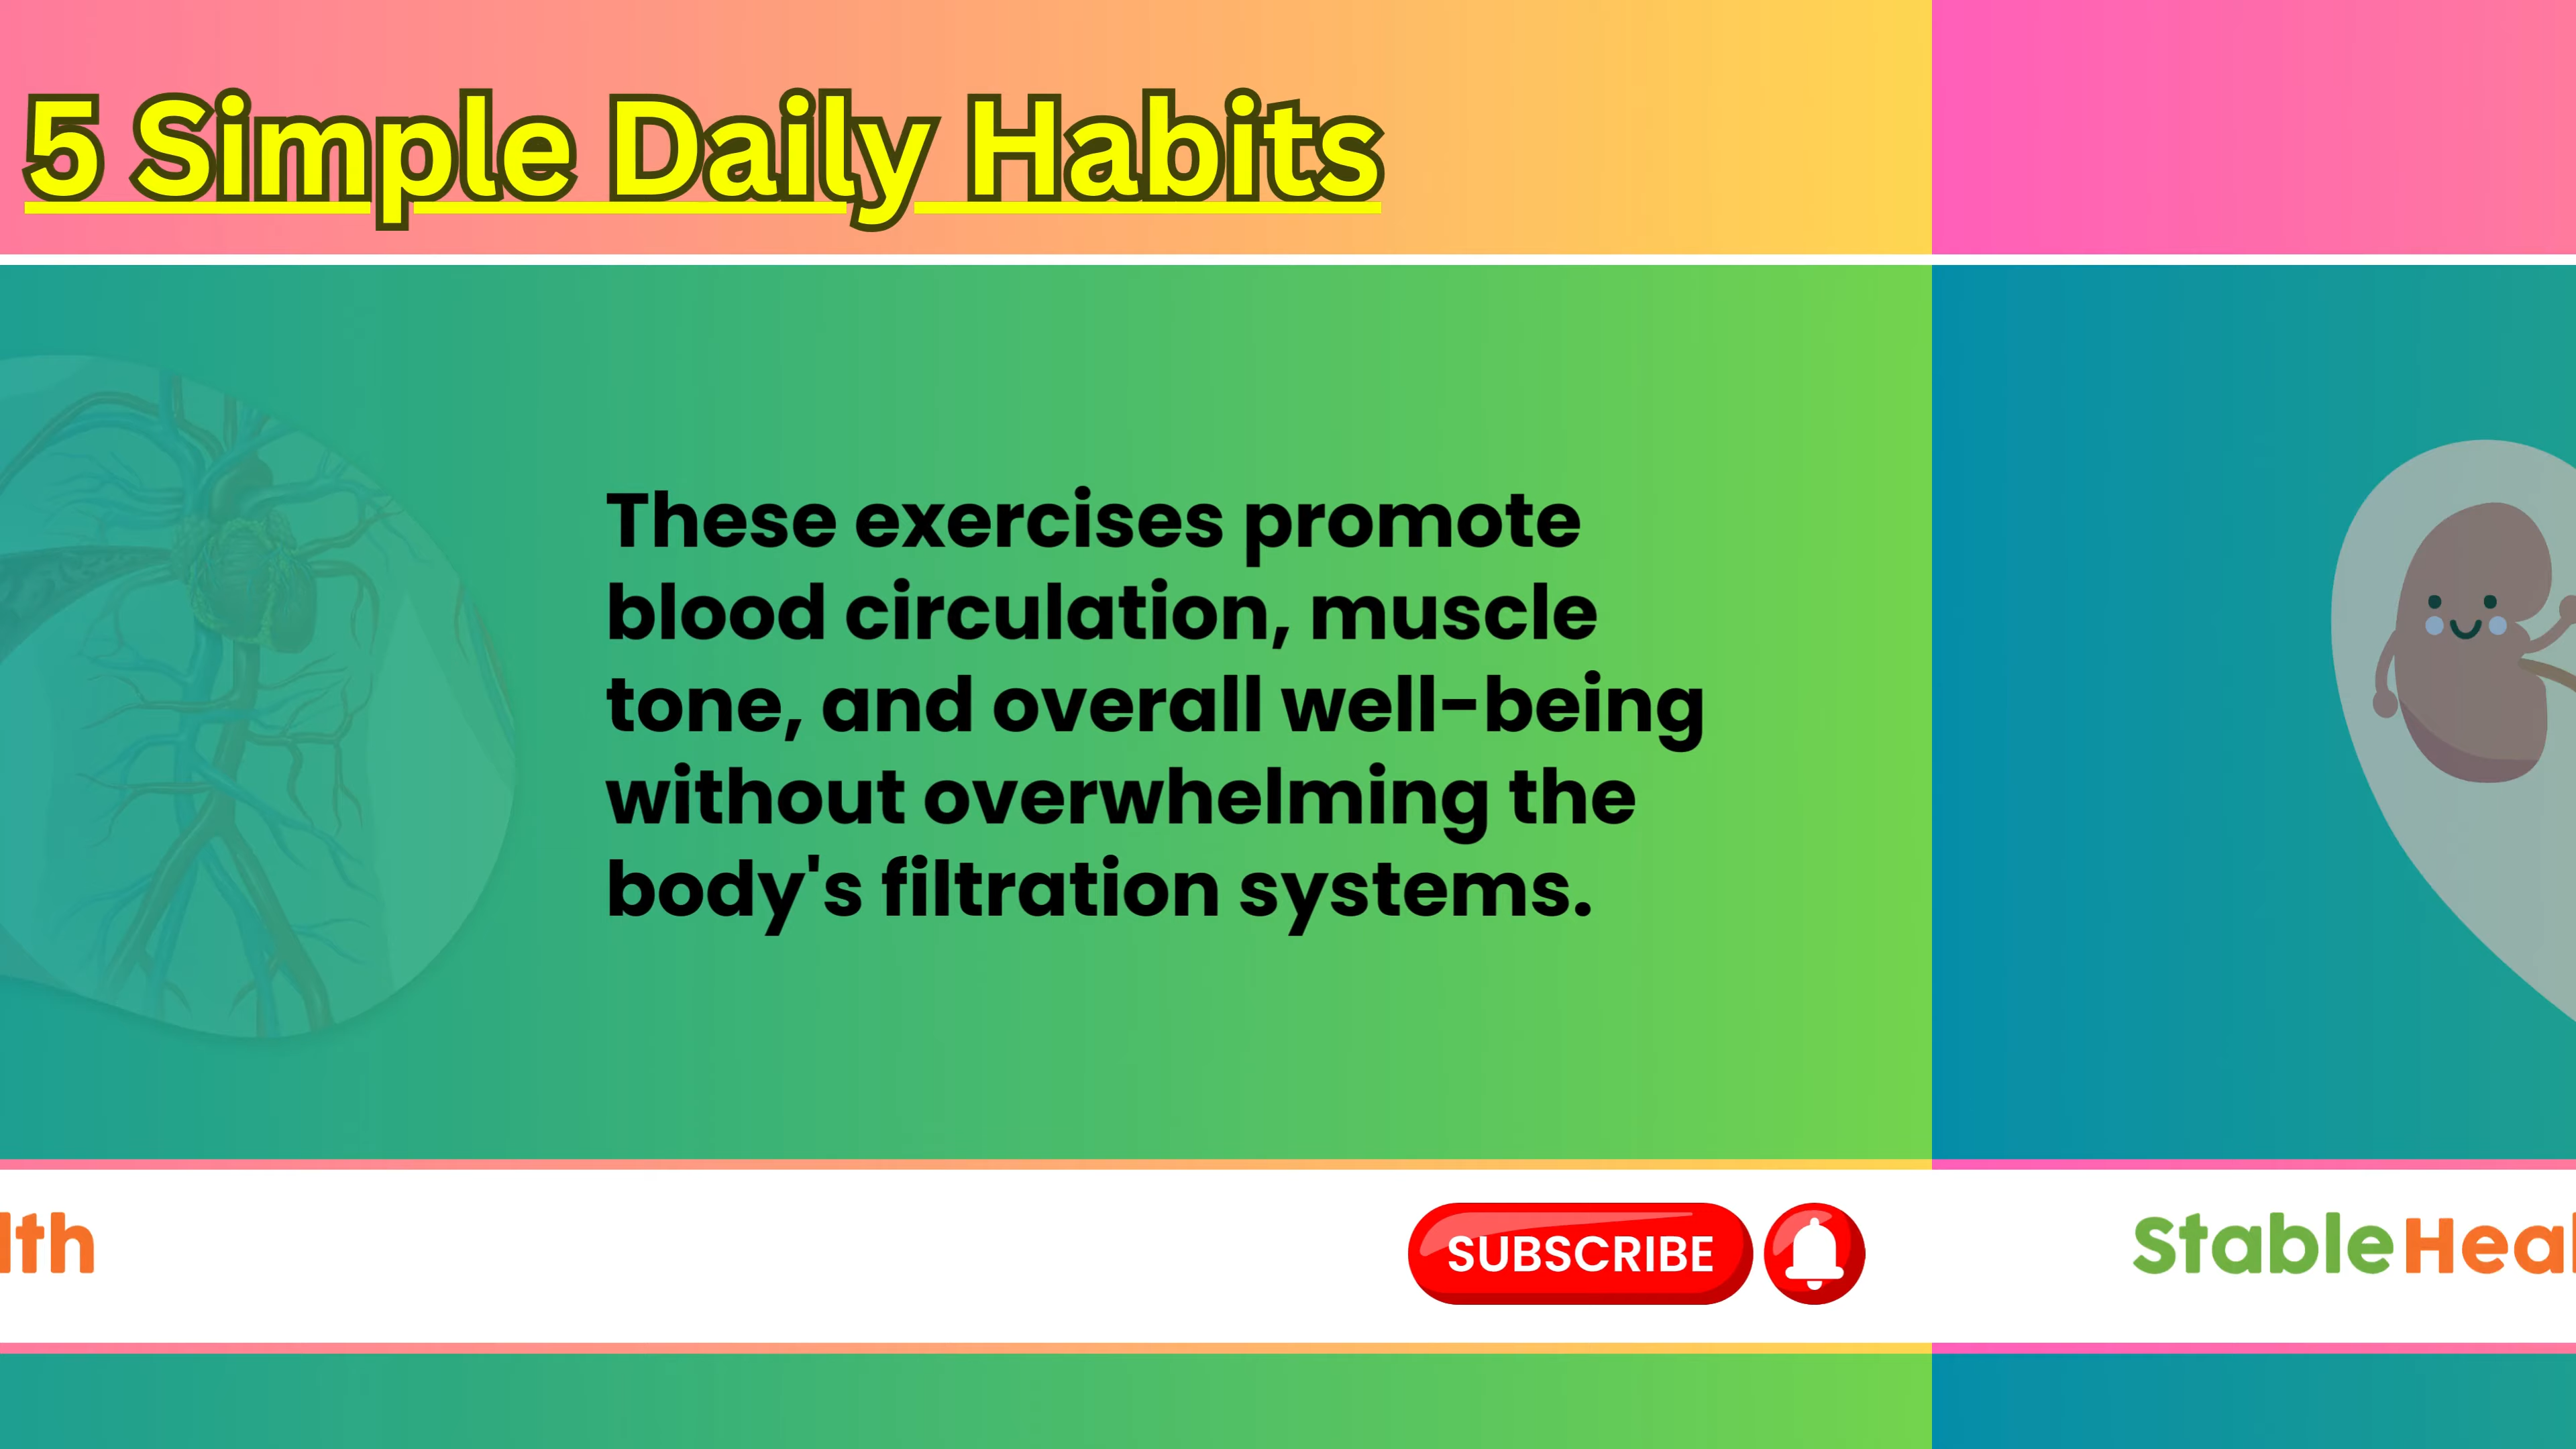 5 Simple Daily Habits
These exercises promote
blood circulation, muscle
tone, and overall well-being
without overwhelming the
body's filtration systems.
lth
SUBSCRIBE
StableHeal